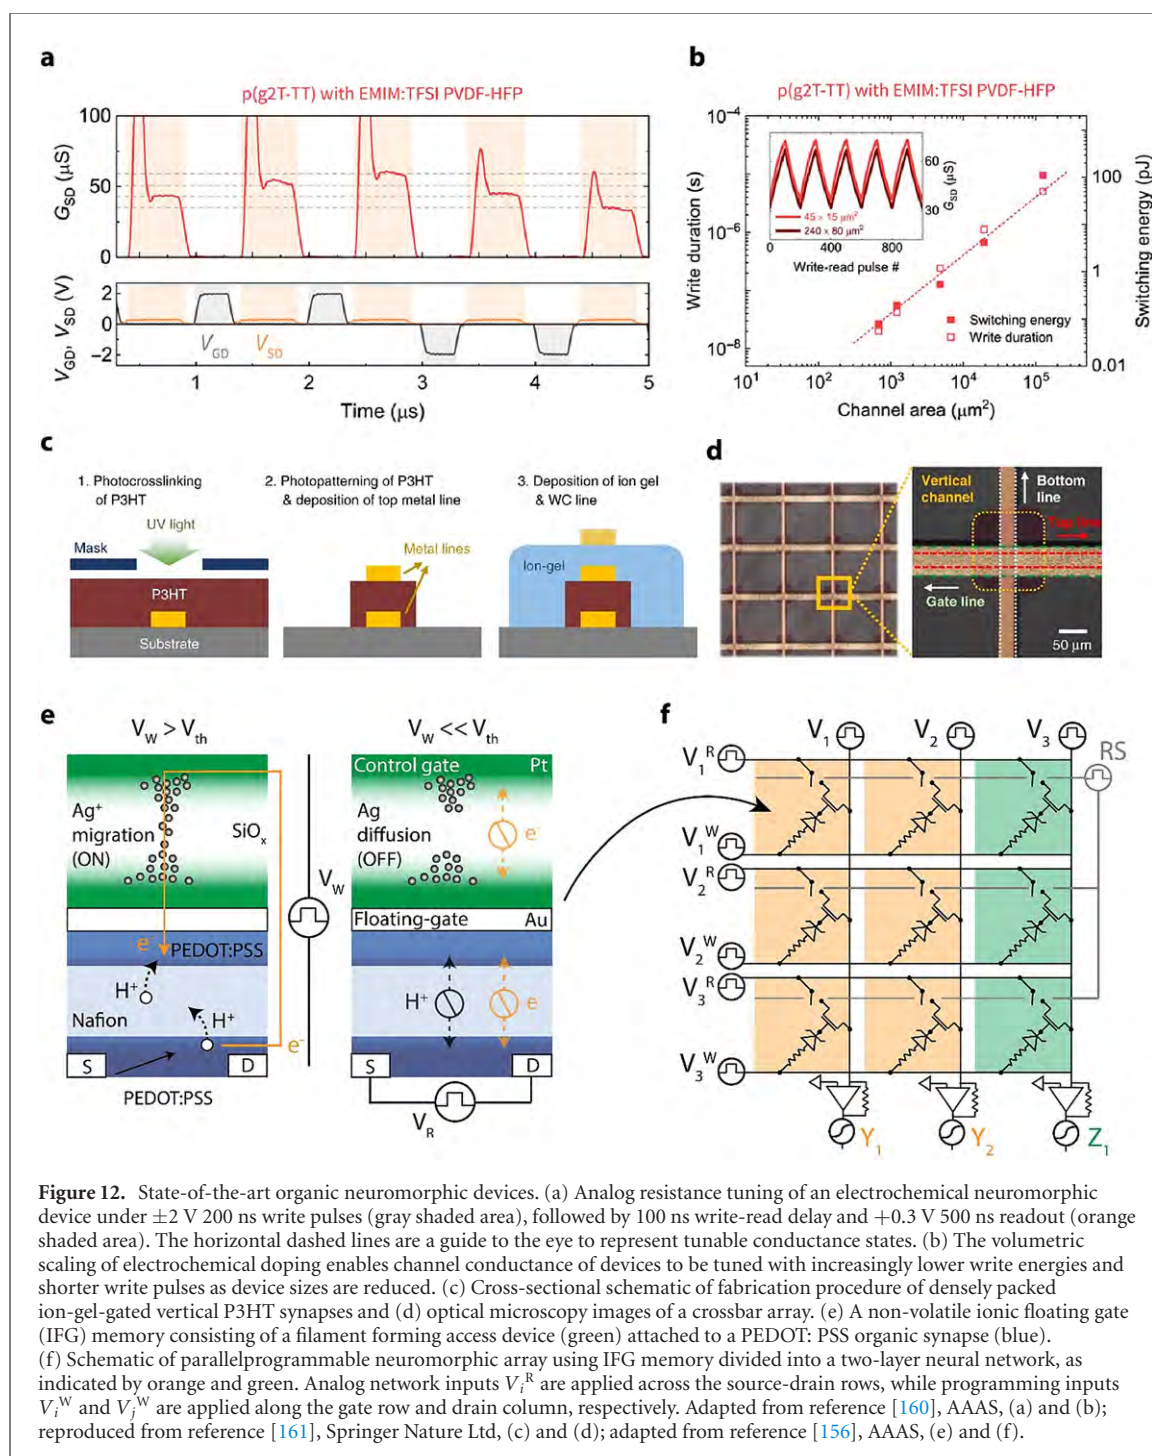 a
p(g2T-TT) with EMIM:TFSI PVDF-HFP
100
50
0
G_SD (μS)
2
0
−2
V_GD, V_SD (V)
V_GD
V_SD
1
2
3
4
5
Time (μs)
b
p(g2T-TT) with EMIM:TFSI PVDF-HFP
10^−4
10^−6
10^−8
Write duration (s)
60
30
G_SD (μS)
45 × 15 μm²
240 × 80 μm²
0
400
800
Write-read pulse #
Switching energy
Write duration
100
1
0.01
Switching energy (pJ)
10^1
10^2
10^3
10^4
10^5
Channel area (μm²)
c
1. Photocrosslinking
of P3HT
UV light
Mask
P3HT
Substrate
2. Photopatterning of P3HT
& deposition of top metal line
Metal lines
3. Deposition of ion gel
& WC line
Ion-gel
d
Vertical
channel
Bottom
line
Top line
Gate line
50 μm
e
V_W > V_th
Ag⁺
migration
(ON)
SiO_x
e
PEDOT:PSS
H⁺
H⁺
Nafion
e⁻
S
D
PEDOT:PSS
V_W
V_W << V_th
Control gate
Pt
Ag
diffusion
(OFF)
e⁻
Floating-gate
Au
H⁺
e
S
D
V_R
f
V_1
V_2
V_3
RS
V_1^R
V_1^W
V_2^R
V_2^W
V_3^R
V_3^W
Y_1
Y_2
Z_1
Figure 12. State-of-the-art organic neuromorphic devices. (a) Analog resistance tuning of an electrochemical neuromorphic
device under ±2 V 200 ns write pulses (gray shaded area), followed by 100 ns write-read delay and +0.3 V 500 ns readout (orange
shaded area). The horizontal dashed lines are a guide to the eye to represent tunable conductance states. (b) The volumetric
scaling of electrochemical doping enables channel conductance of devices to be tuned with increasingly lower write energies and
shorter write pulses as device sizes are reduced. (c) Cross-sectional schematic of fabrication procedure of densely packed
ion-gel-gated vertical P3HT synapses and (d) optical microscopy images of a crossbar array. (e) A non-volatile ionic floating gate
(IFG) memory consisting of a filament forming access device (green) attached to a PEDOT: PSS organic synapse (blue).
(f) Schematic of parallelprogrammable neuromorphic array using IFG memory divided into a two-layer neural network, as
indicated by orange and green. Analog network inputs V_i^R are applied across the source-drain rows, while programming inputs
V_i^W and V_j^W are applied along the gate row and drain column, respectively. Adapted from reference [160], AAAS, (a) and (b);
reproduced from reference [161], Springer Nature Ltd, (c) and (d); adapted from reference [156], AAAS, (e) and (f).